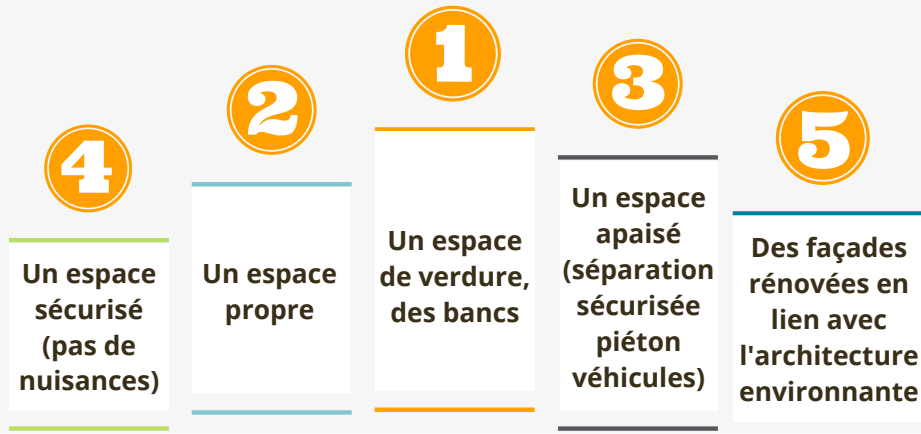 4
Un espace
sécurisé
(pas de
nuisances)
2
Un espace
propre
1
Un espace
de verdure,
des bancs
3
Un espace
apaisé
(séparation
sécurisée
piéton
véhicules)
5
Des façades
rénovées en
lien avec
l'architecture
environnante